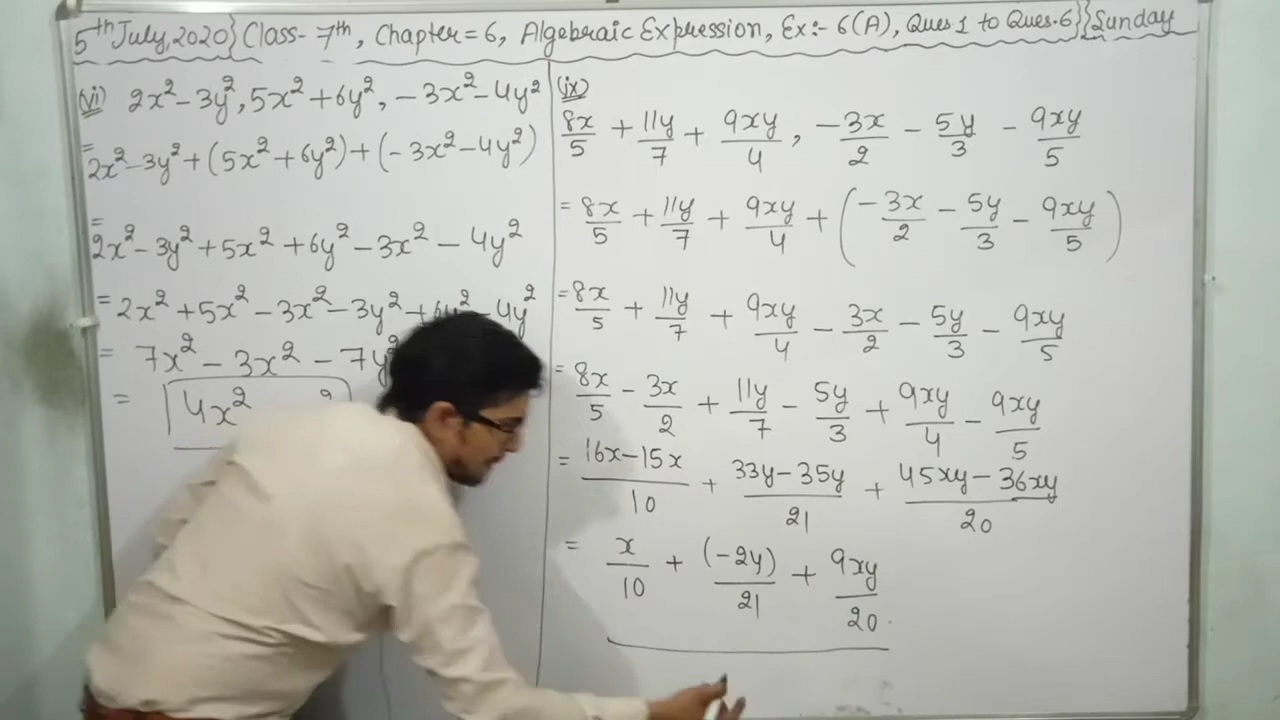 5th July, 2020} Class- 7th, Chapter = 6, Algebraic Expression, Ex:- 6(A), Ques.1 to Ques.6}} Sunday
(vi) 2x² - 3y², 5x² + 6y², -3x² - 4y²
= 2x² - 3y² + (5x² + 6y²) + (-3x² - 4y²)
= 2x² - 3y² + 5x² + 6y² - 3x² - 4y²
= 2x² + 5x² - 3x² - 3y² + 6y² - 4y²
= 7x² - 3x² - 7y²
= 4x²
(ix)
8x/5 + 11y/7 + 9xy/4, -3x/2 - 5y/3 - 9xy/5
= 8x/5 + 11y/7 + 9xy/4 + (-3x/2 - 5y/3 - 9xy/5)
= 8x/5 + 11y/7 + 9xy/4 - 3x/2 - 5y/3 - 9xy/5
= 8x/5 - 3x/2 + 11y/7 - 5y/3 + 9xy/4 - 9xy/5
= 16x-15x/10 + 33y-35y/21 + 45xy-36xy/20
= x/10 + (-2y)/21 + 9xy/20